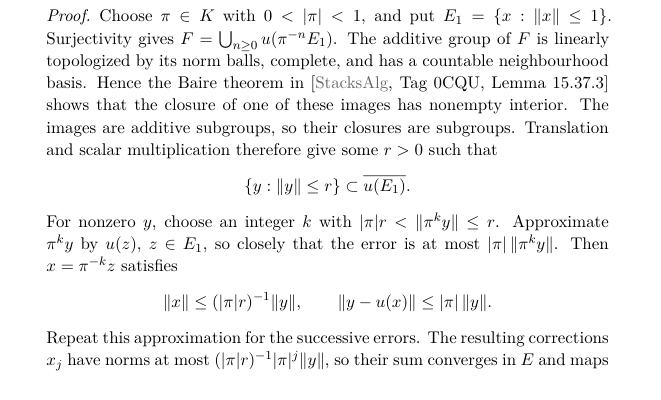 Proof. Choose π ∈ K with 0 < |π| < 1, and put E₁ = {x : ‖x‖ ≤ 1}.
Surjectivity gives F = ⋃ₙ≥₀ u(π⁻ⁿE₁). The additive group of F is linearly
topologized by its norm balls, complete, and has a countable neighbourhood
basis. Hence the Baire theorem in [StacksAlg, Tag 0CQU, Lemma 15.37.3]
shows that the closure of one of these images has nonempty interior. The
images are additive subgroups, so their closures are subgroups. Translation
and scalar multiplication therefore give some r > 0 such that
{y : ‖y‖ ≤ r} ⊂ \overline{u(E₁)}.
For nonzero y, choose an integer k with |π|r < ‖πᵏy‖ ≤ r. Approximate
πᵏy by u(z), z ∈ E₁, so closely that the error is at most |π| ‖πᵏy‖. Then
x = π⁻ᵏz satisfies
‖x‖ ≤ (|π|r)⁻¹‖y‖, ‖y − u(x)‖ ≤ |π| ‖y‖.
Repeat this approximation for the successive errors. The resulting corrections
xⱼ have norms at most (|π|r)⁻¹|π|ʲ‖y‖, so their sum converges in E and maps